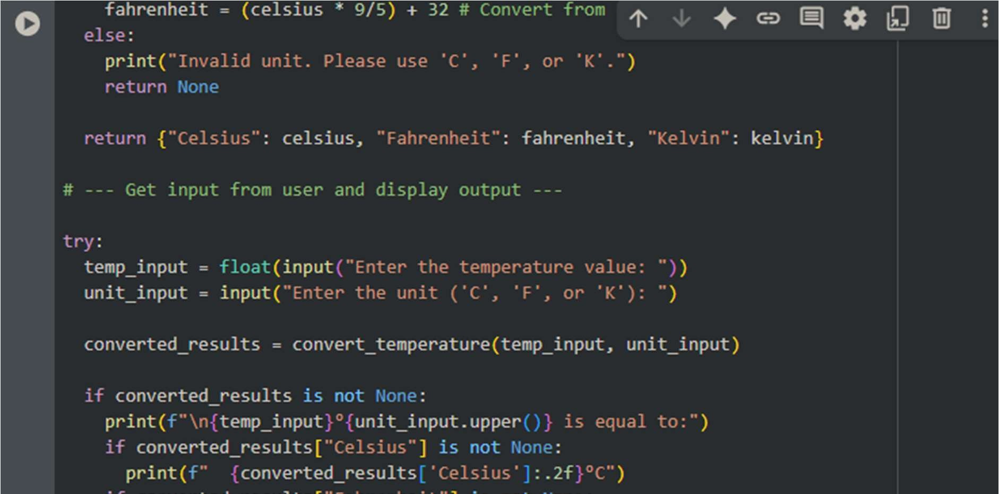 fahrenheit = (celsius * 9/5) + 32 # Convert from
else:
print("Invalid unit. Please use 'C', 'F', or 'K'.")
return None
return {"Celsius": celsius, "Fahrenheit": fahrenheit, "Kelvin": kelvin}
# --- Get input from user and display output ---
try:
temp_input = float(input("Enter the temperature value: "))
unit_input = input("Enter the unit ('C', 'F', or 'K'): ")
converted_results = convert_temperature(temp_input, unit_input)
if converted_results is not None:
print(f"\n{temp_input}°{unit_input.upper()} is equal to:")
if converted_results["Celsius"] is not None:
print(f"  {converted_results['Celsius']:.2f}°C")